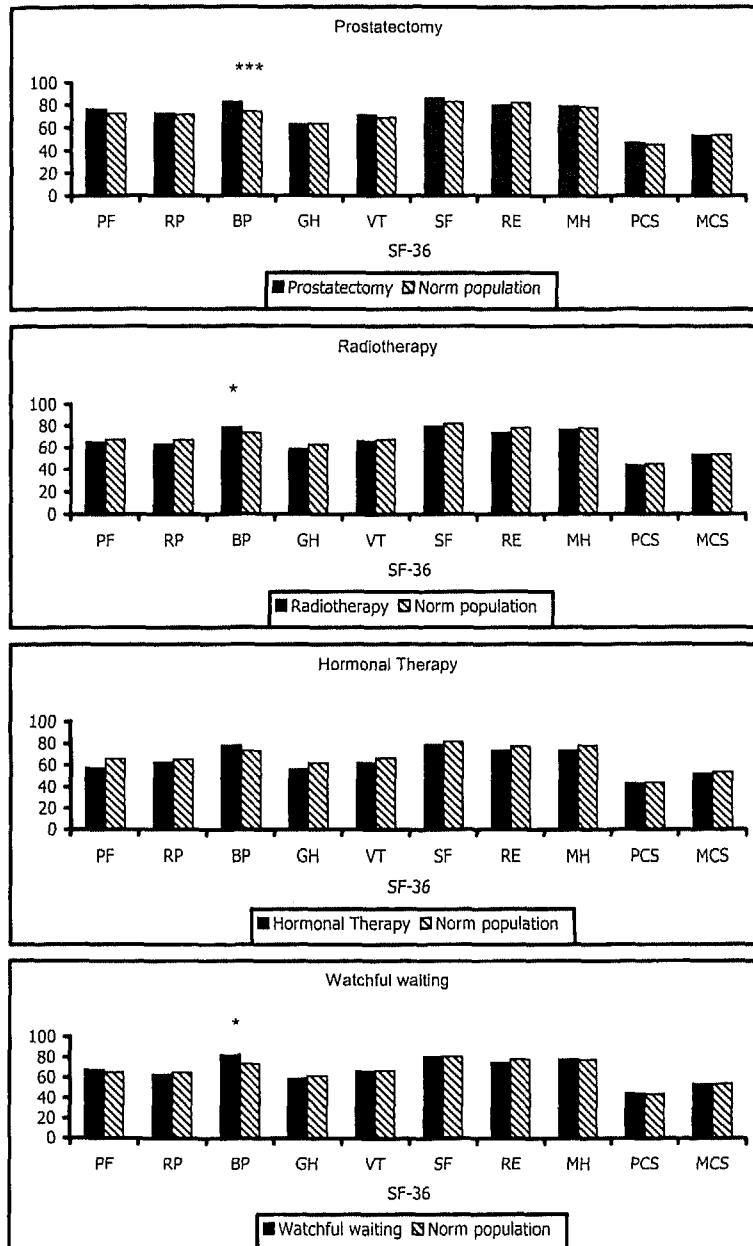 Prostatectomy
***
100
80
60
40
20
0
PF RP BP GH VT SF RE MH PCS MCS
SF-36
Prostatectomy Norm population
Radiotherapy
*
100
80
60
40
20
0
PF RP BP GH VT SF RE MH PCS MCS
SF-36
Radiotherapy Norm population
Hormonal Therapy
100
80
60
40
20
0
PF RP BP GH VT SF RE MH PCS MCS
SF-36
Hormonal Therapy Norm population
Watchful waiting
*
100
80
60
40
20
0
PF RP BP GH VT SF RE MH PCS MCS
SF-36
Watchful waiting Norm population